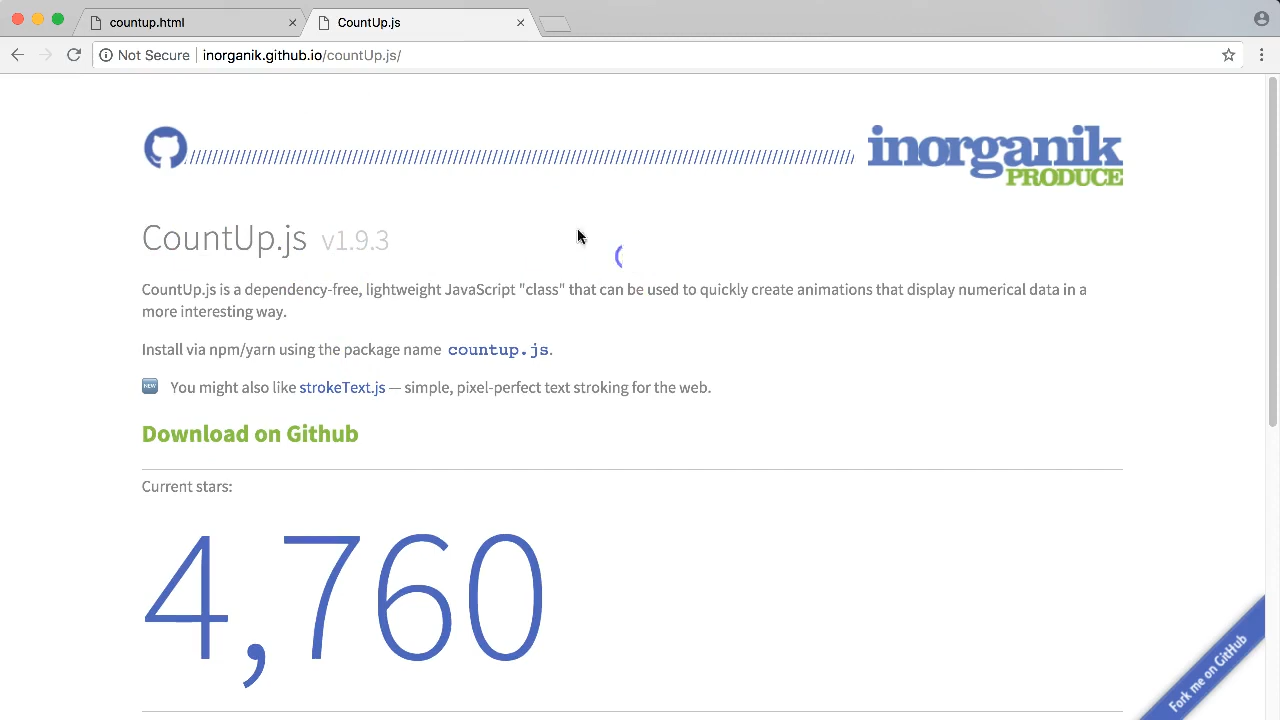 countup.html
CountUp.js
Not Secure inorganik.github.io/countUp.js/
////////////////////////////////////////////////////////////////////////////////////////////////////////////////////////
inorganik
PRODUCE
CountUp.js v1.9.3
CountUp.js is a dependency-free, lightweight JavaScript "class" that can be used to quickly create animations that display numerical data in a
more interesting way.
Install via npm/yarn using the package name countup.js.
NEW You might also like strokeText.js — simple, pixel-perfect text stroking for the web.
Download on Github
Current stars:
4,760
Fork me on GitHub